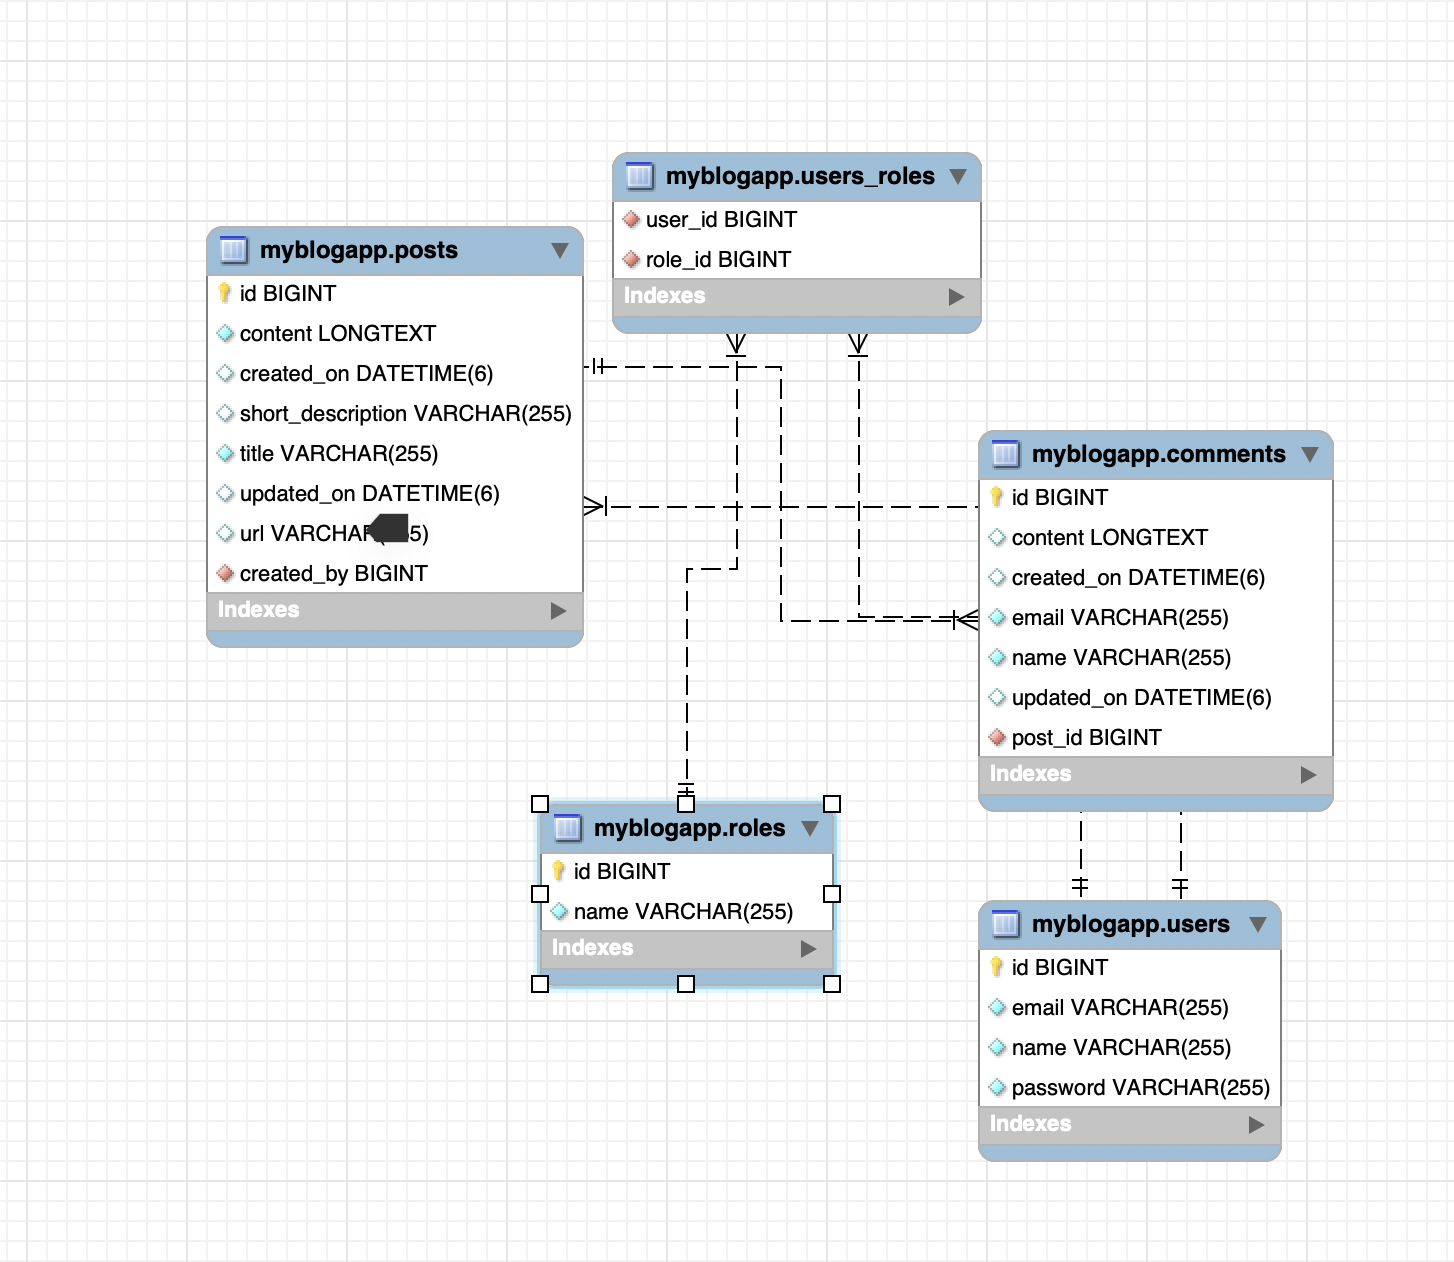 myblogapp.users_roles
user_id BIGINT
role_id BIGINT
Indexes
myblogapp.posts
id BIGINT
content LONGTEXT
created_on DATETIME(6)
short_description VARCHAR(255)
title VARCHAR(255)
updated_on DATETIME(6)
url
created_by BIGINT
Indexes
myblogapp.comments
id BIGINT
content LONGTEXT
created_on DATETIME(6)
email VARCHAR(255)
name VARCHAR(255)
updated_on DATETIME(6)
post_id BIGINT
Indexes
myblogapp.roles
id BIGINT
name VARCHAR(255)
Indexes
myblogapp.users
id BIGINT
email VARCHAR(255)
name VARCHAR(255)
password VARCHAR(255)
Indexes